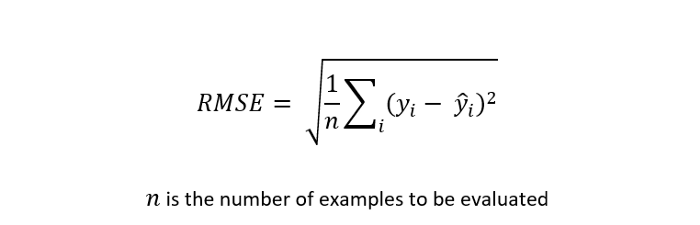 RMSE = √(1/n ∑ᵢ (yᵢ − ŷᵢ)²)
n is the number of examples to be evaluated